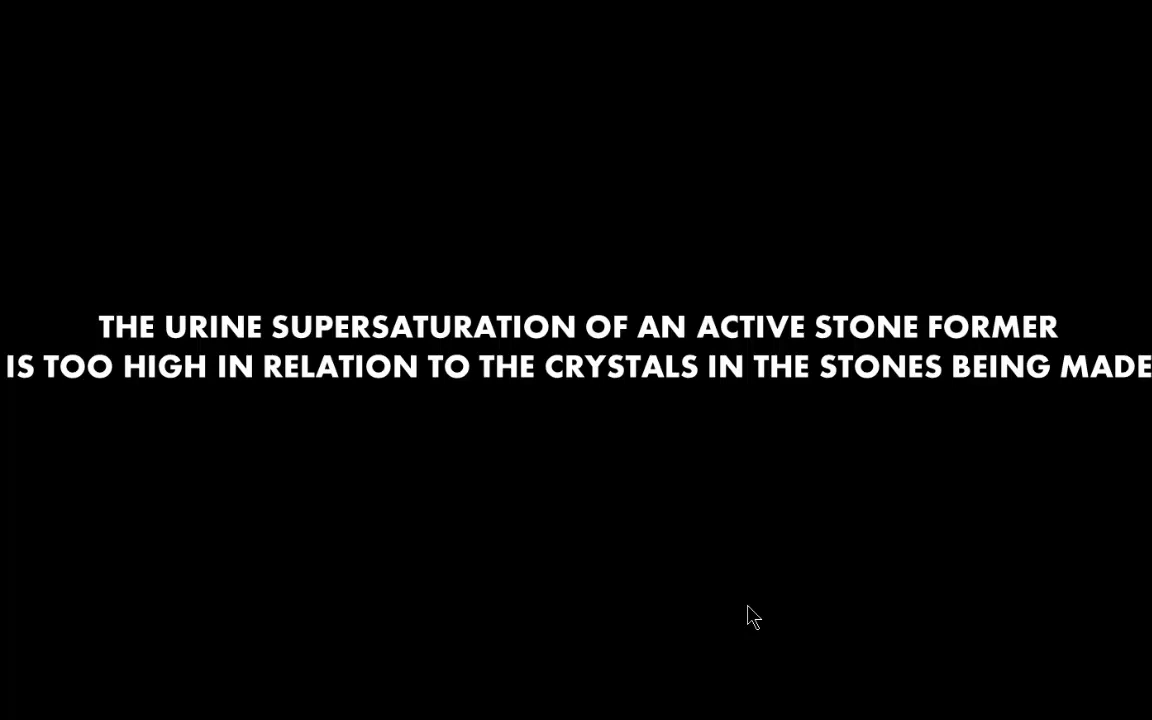 THE URINE SUPERSATURATION OF AN ACTIVE STONE FORMER
IS TOO HIGH IN RELATION TO THE CRYSTALS IN THE STONES BEING MADE